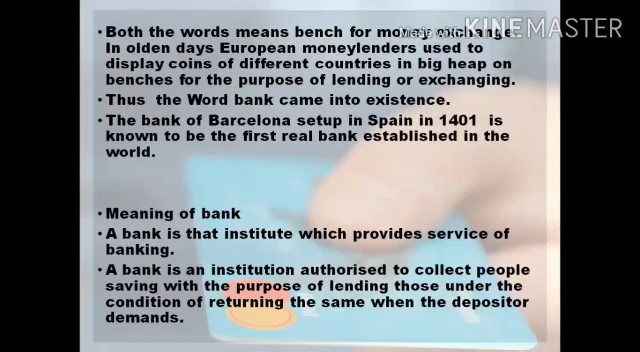 • Both the words means bench for money exchange.
Made with KINEMASTER
In olden days European moneylenders used to
display coins of different countries in big heap on
benches for the purpose of lending or exchanging.
• Thus the Word bank came into existence.
• The bank of Barcelona setup in Spain in 1401 is
known to be the first real bank established in the
world.
• Meaning of bank
• A bank is that institute which provides service of
banking.
• A bank is an institution authorised to collect people
saving with the purpose of lending those under the
condition of returning the same when the depositor
demands.